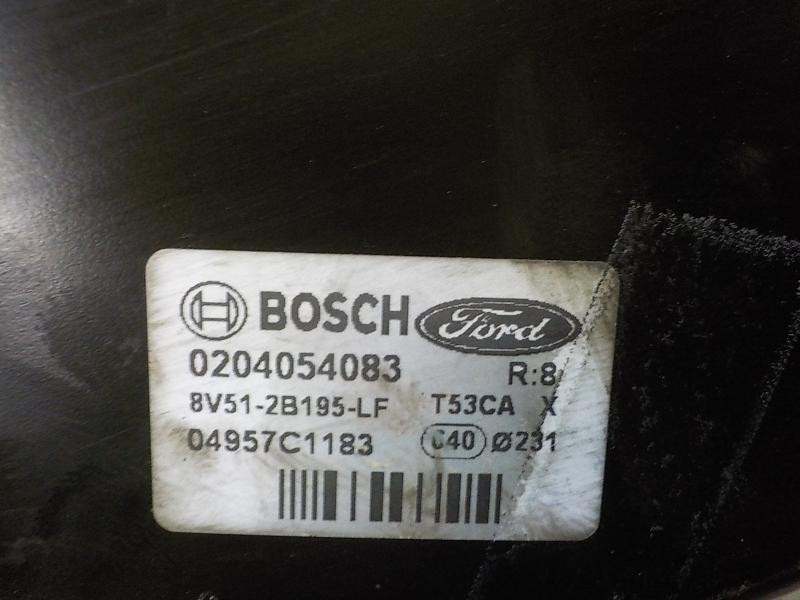 BOSCH Ford
0204054083 R:8
8V51-2B195-LF T53CA X
04957C1183 C40 Ø231